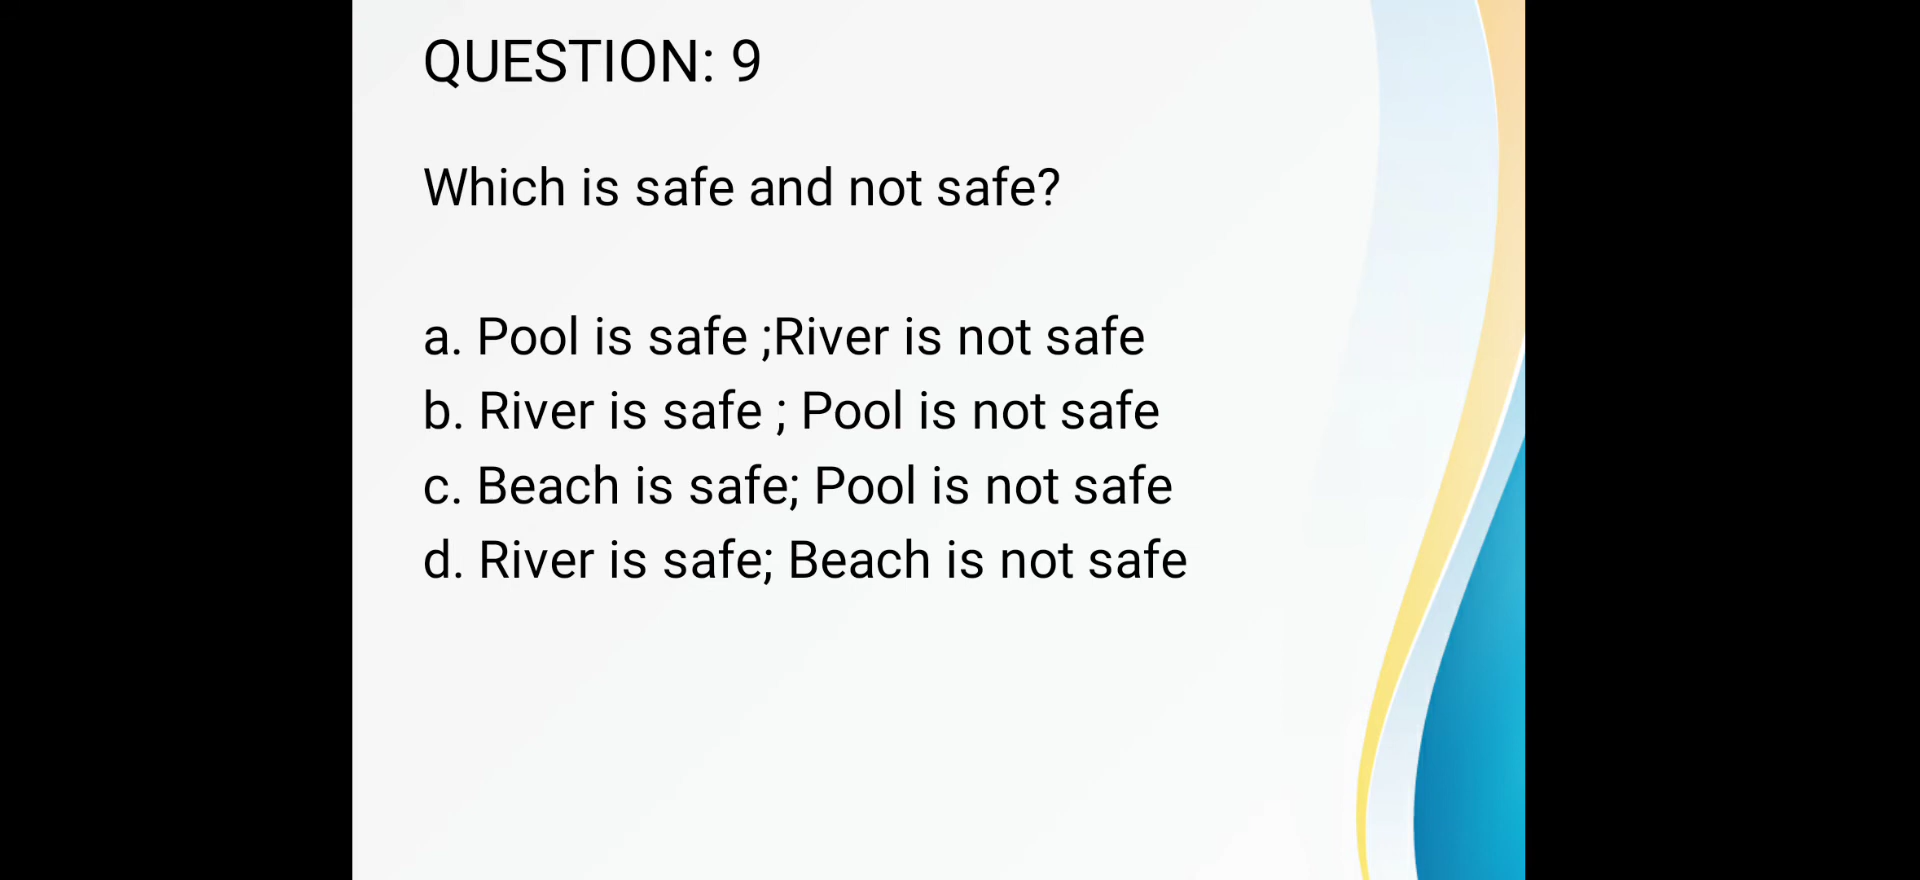 QUESTION: 9
Which is safe and not safe?
a. Pool is safe ;River is not safe
b. River is safe ; Pool is not safe
c. Beach is safe; Pool is not safe
d. River is safe; Beach is not safe